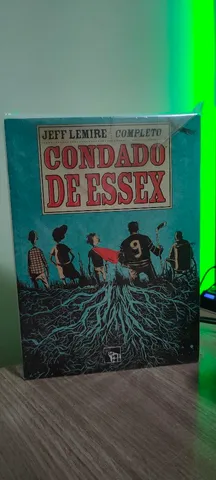 JEFF LEMIRE · COMPLETO
CONDADO
DE ESSEX
9